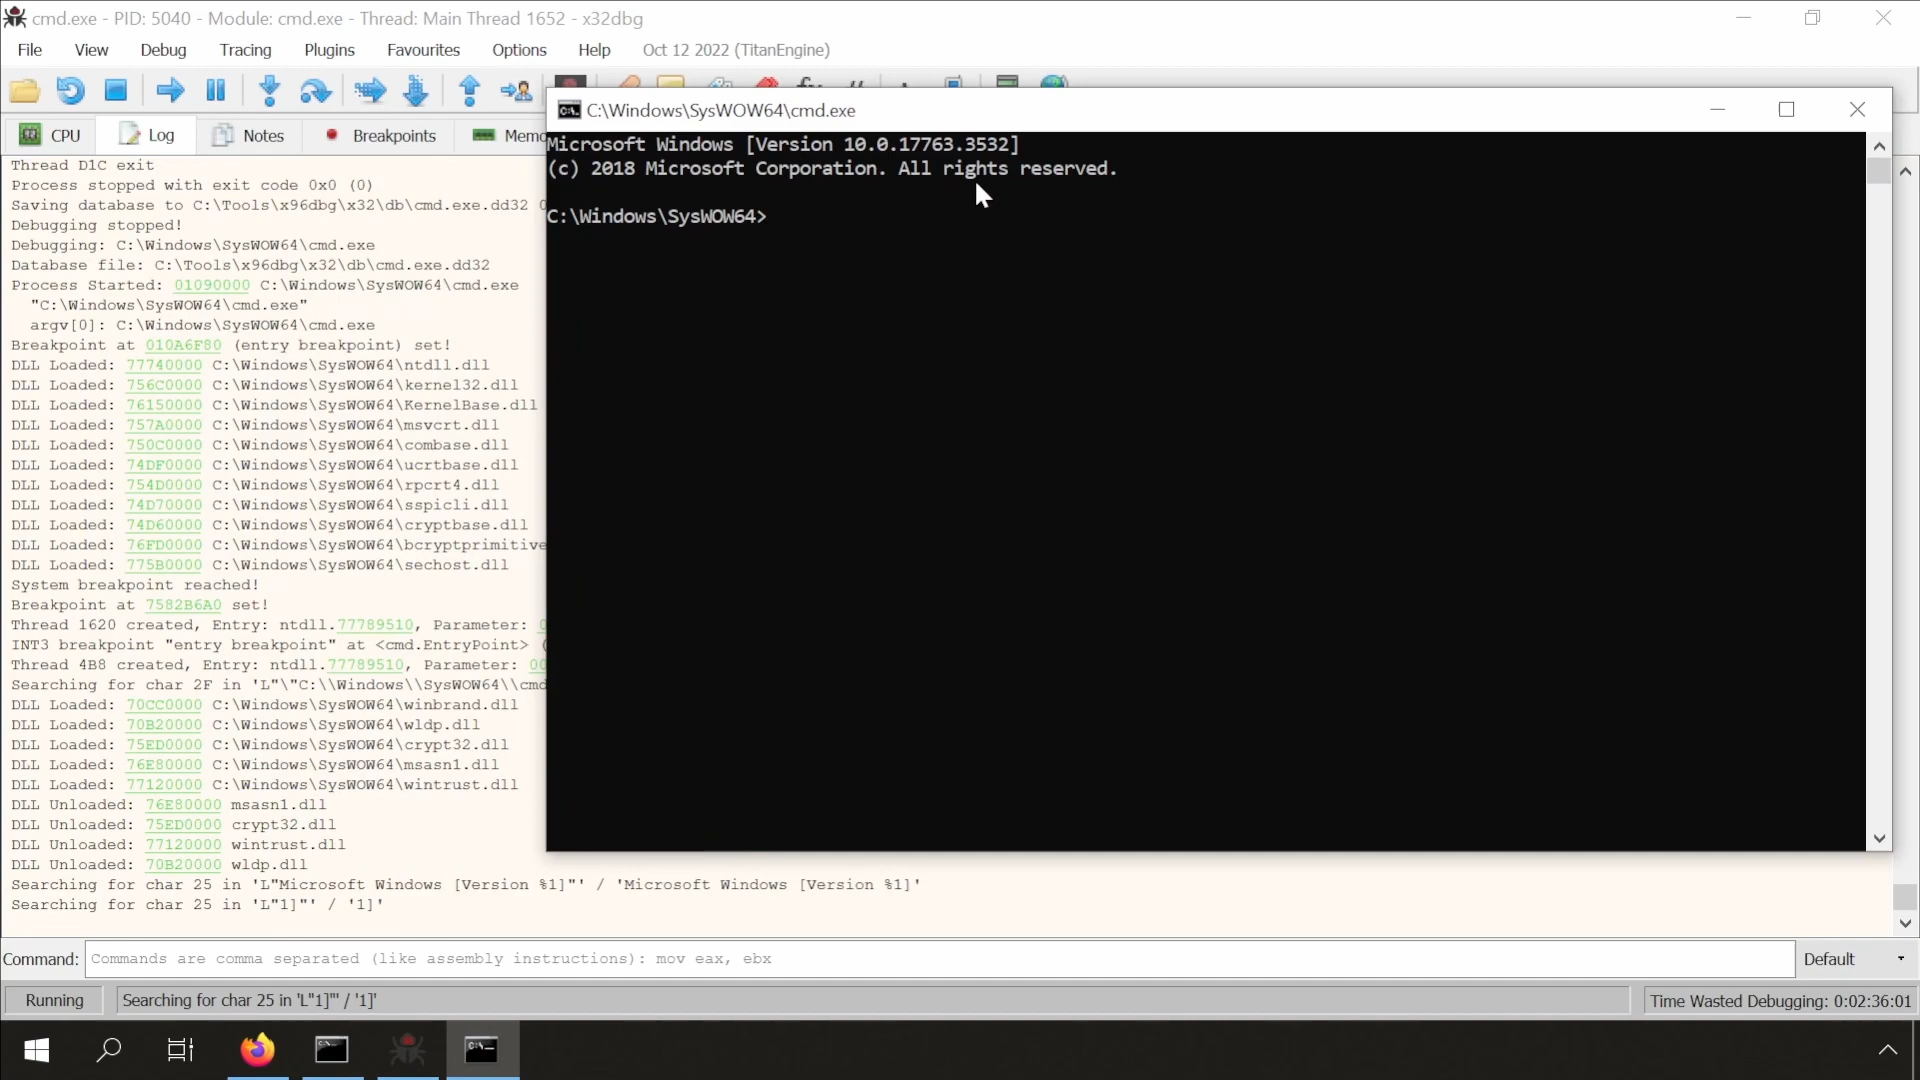 cmd.exe - PID: 5040 - Module: cmd.exe - Thread: Main Thread 1652 - x32dbg
File View Debug Tracing Plugins Favourites Options Help Oct 12 2022 (TitanEngine)
CPU Log Notes Breakpoints
Thread D1C exit
Process stopped with exit code 0x0 (0)
Saving database to C:\Tools\x96dbg\x32\db\cmd.exe.dd32
Debugging stopped!
Debugging: C:\Windows\SysWOW64\cmd.exe
Database file: C:\Tools\x96dbg\x32\db\cmd.exe.dd32
Process Started: 01090000 C:\Windows\SysWOW64\cmd.exe
"C:\Windows\SysWOW64\cmd.exe"
argv[0]: C:\Windows\SysWOW64\cmd.exe
Breakpoint at 010A6F80 (entry breakpoint) set!
DLL Loaded: 77740000 C:\Windows\SysWOW64\ntdll.dll
DLL Loaded: 756C0000 C:\Windows\SysWOW64\kernel32.dll
DLL Loaded: 76150000 C:\Windows\SysWOW64\KernelBase.dll
DLL Loaded: 757A0000 C:\Windows\SysWOW64\msvcrt.dll
DLL Loaded: 750C0000 C:\Windows\SysWOW64\combase.dll
DLL Loaded: 74DF0000 C:\Windows\SysWOW64\ucrtbase.dll
DLL Loaded: 754D0000 C:\Windows\SysWOW64\rpcrt4.dll
DLL Loaded: 74D70000 C:\Windows\SysWOW64\sspicli.dll
DLL Loaded: 74D60000 C:\Windows\SysWOW64\cryptbase.dll
DLL Loaded: 76FD0000 C:\Windows\SysWOW64\bcryptprimitive
DLL Loaded: 775B0000 C:\Windows\SysWOW64\sechost.dll
System breakpoint reached!
Breakpoint at 7582B6A0 set!
Thread 1620 created, Entry: ntdll.77789510, Parameter:
INT3 breakpoint "entry breakpoint" at <cmd.EntryPoint> (
Thread 4B8 created, Entry: ntdll.77789510, Parameter: 00
Searching for char 2F in 'L"\"C:\\Windows\\SysWOW64\\cmd
DLL Loaded: 70CC0000 C:\Windows\SysWOW64\winbrand.dll
DLL Loaded: 70B20000 C:\Windows\SysWOW64\wldp.dll
DLL Loaded: 75ED0000 C:\Windows\SysWOW64\crypt32.dll
DLL Loaded: 76E80000 C:\Windows\SysWOW64\msasn1.dll
DLL Loaded: 77120000 C:\Windows\SysWOW64\wintrust.dll
DLL Unloaded: 76E80000 msasn1.dll
DLL Unloaded: 75ED0000 crypt32.dll
DLL Unloaded: 77120000 wintrust.dll
DLL Unloaded: 70B20000 wldp.dll
Searching for char 25 in 'L"Microsoft Windows [Version %1]"' / 'Microsoft Windows [Version %1]'
Searching for char 25 in 'L"1]"' / '1]'
C:\Windows\SysWOW64\cmd.exe
Microsoft Windows [Version 10.0.17763.3532]
(c) 2018 Microsoft Corporation. All rights reserved.
C:\Windows\SysWOW64>
Command: Commands are comma separated (like assembly instructions): mov eax, ebx Default
Running Searching for char 25 in 'L"1]"' / '1]' Time Wasted Debugging: 0:02:36:01